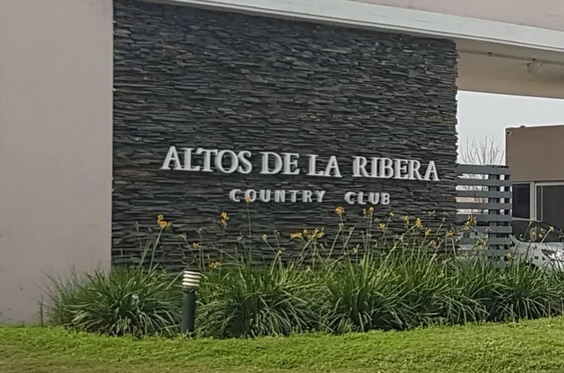 ALTOS DE LA RIBERA
COUNTRY CLUB